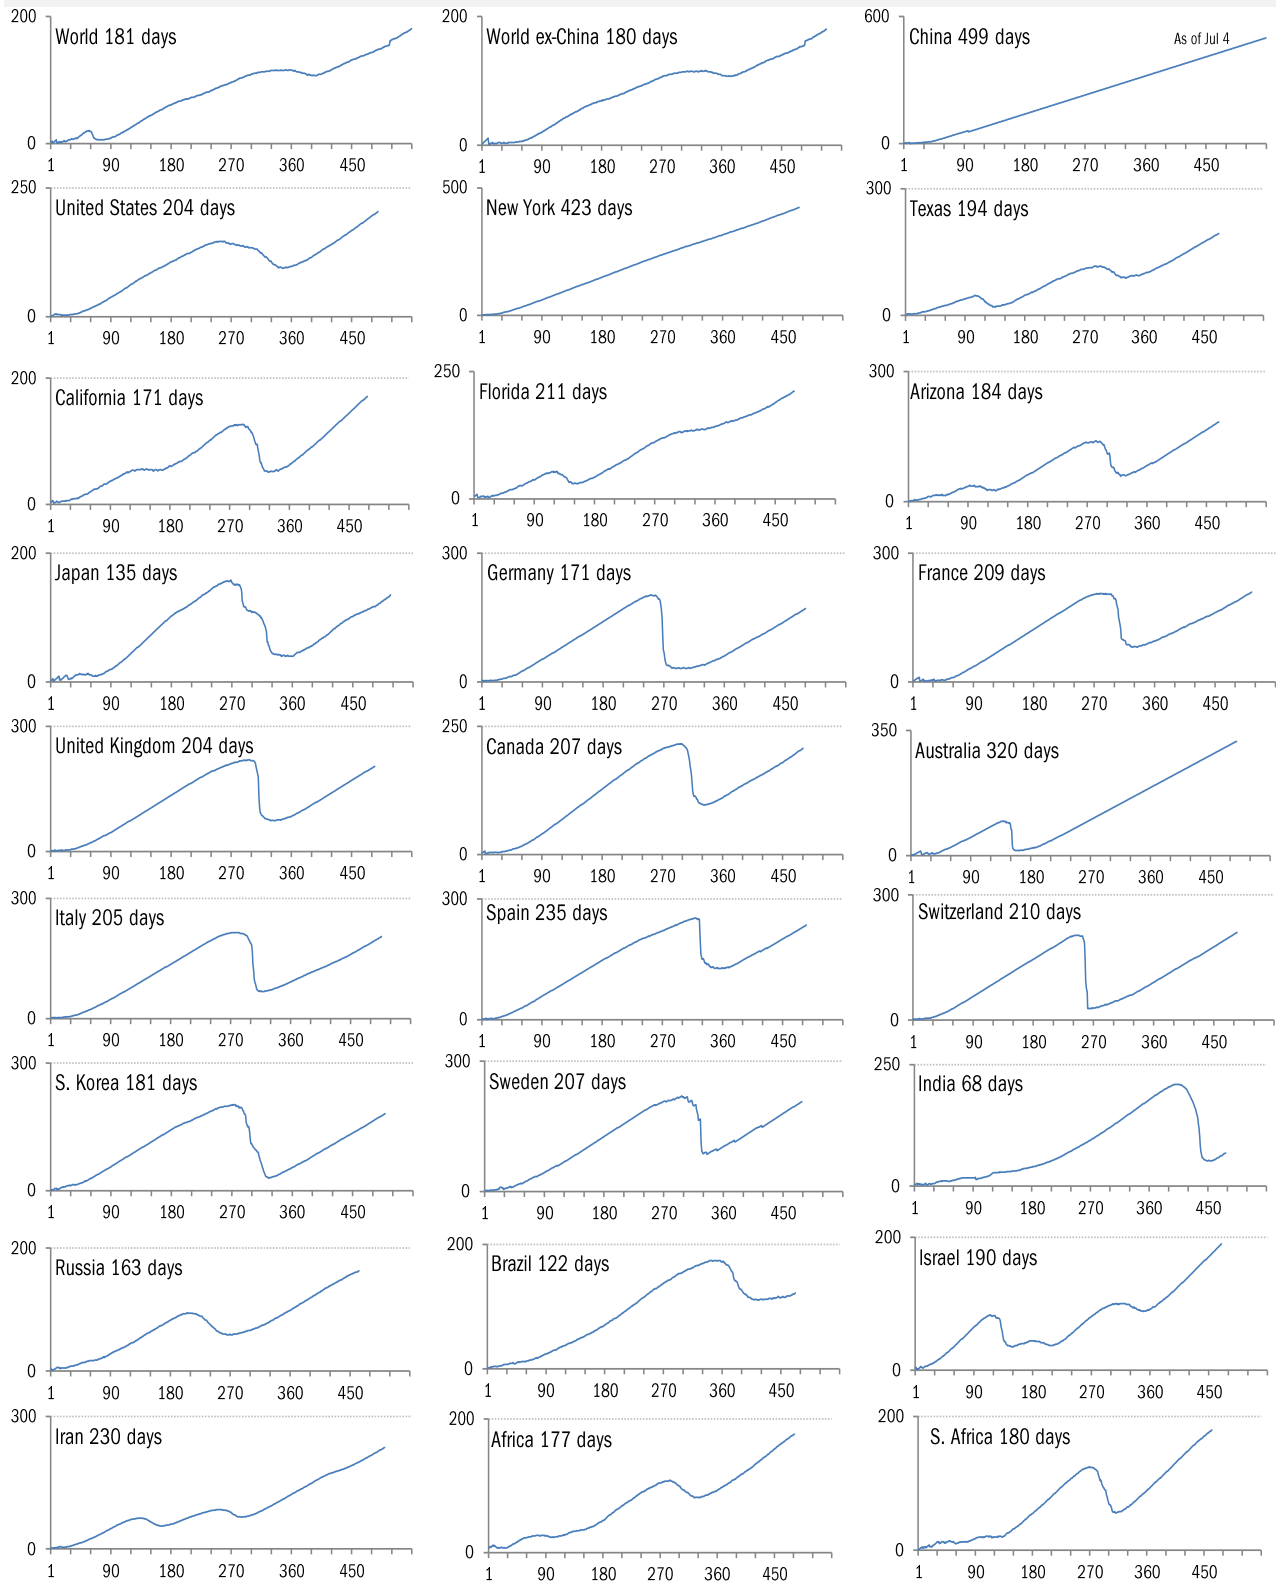 World 181 days
200
0
1 90 180 270 360 450
World ex-China 180 days
200
0
1 90 180 270 360 450
China 499 days
As of Jul 4
600
0
1 90 180 270 360 450
United States 204 days
250
0
1 90 180 270 360 450
New York 423 days
500
0
1 90 180 270 360 450
Texas 194 days
300
0
1 90 180 270 360 450
California 171 days
200
0
1 90 180 270 360 450
Florida 211 days
250
0
1 90 180 270 360 450
Arizona 184 days
300
0
1 90 180 270 360 450
Japan 135 days
200
0
1 90 180 270 360 450
Germany 171 days
300
0
1 90 180 270 360 450
France 209 days
300
0
1 90 180 270 360 450
United Kingdom 204 days
300
0
1 90 180 270 360 450
Canada 207 days
250
0
1 90 180 270 360 450
Australia 320 days
350
0
1 90 180 270 360 450
Italy 205 days
300
0
1 90 180 270 360 450
Spain 235 days
300
0
1 90 180 270 360 450
Switzerland 210 days
300
0
1 90 180 270 360 450
S. Korea 181 days
300
0
1 90 180 270 360 450
Sweden 207 days
300
0
1 90 180 270 360 450
India 68 days
250
0
1 90 180 270 360 450
Russia 163 days
200
0
1 90 180 270 360 450
Brazil 122 days
200
0
1 90 180 270 360 450
Israel 190 days
200
0
1 90 180 270 360 450
Iran 230 days
300
0
1 90 180 270 360 450
Africa 177 days
200
0
1 90 180 270 360 450
S. Africa 180 days
200
0
1 90 180 270 360 450